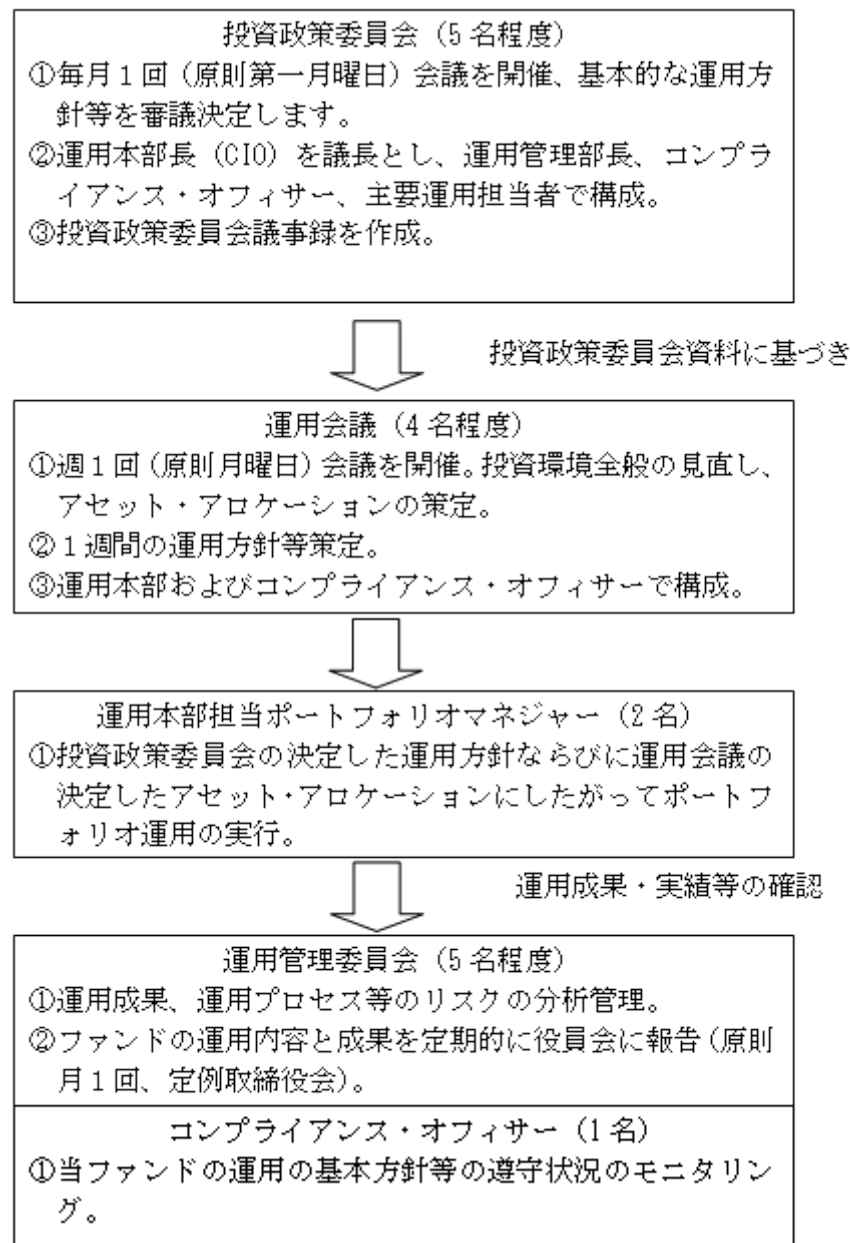 投資政策委員会（5名程度）
①毎月1回（原則第一月曜日）会議を開催、基本的な運用方
針等を審議決定します。
②運用本部長（CIO）を議長とし、運用管理部長、コンプラ
イアンス・オフィサー、主要運用担当者で構成。
③投資政策委員会議事録を作成。
投資政策委員会資料に基づき
運用会議（4名程度）
①週1回（原則月曜日）会議を開催。投資環境全般の見直し、
アセット・アロケーションの策定。
②1週間の運用方針等策定。
③運用本部およびコンプライアンス・オフィサーで構成。
運用本部担当ポートフォリオマネジャー（2名）
①投資政策委員会の決定した運用方針ならびに運用会議の
決定したアセット・アロケーションにしたがってポートフ
ォリオ運用の実行。
運用成果・実績等の確認
運用管理委員会（5名程度）
①運用成果、運用プロセス等のリスクの分析管理。
②ファンドの運用内容と成果を定期的に役員会に報告（原則
月1回、定例取締役会）。
コンプライアンス・オフィサー（1名）
①当ファンドの運用の基本方針等の遵守状況のモニタリン
グ。